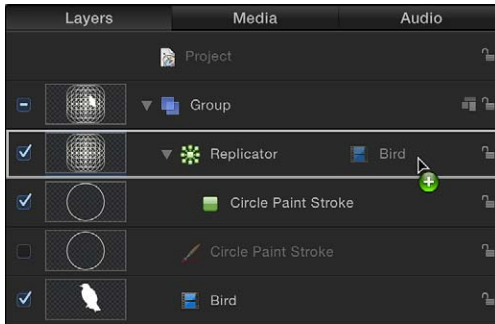 Layers Media Audio
Project
Group
Replicator Bird
Circle Paint Stroke
Circle Paint Stroke
Bird